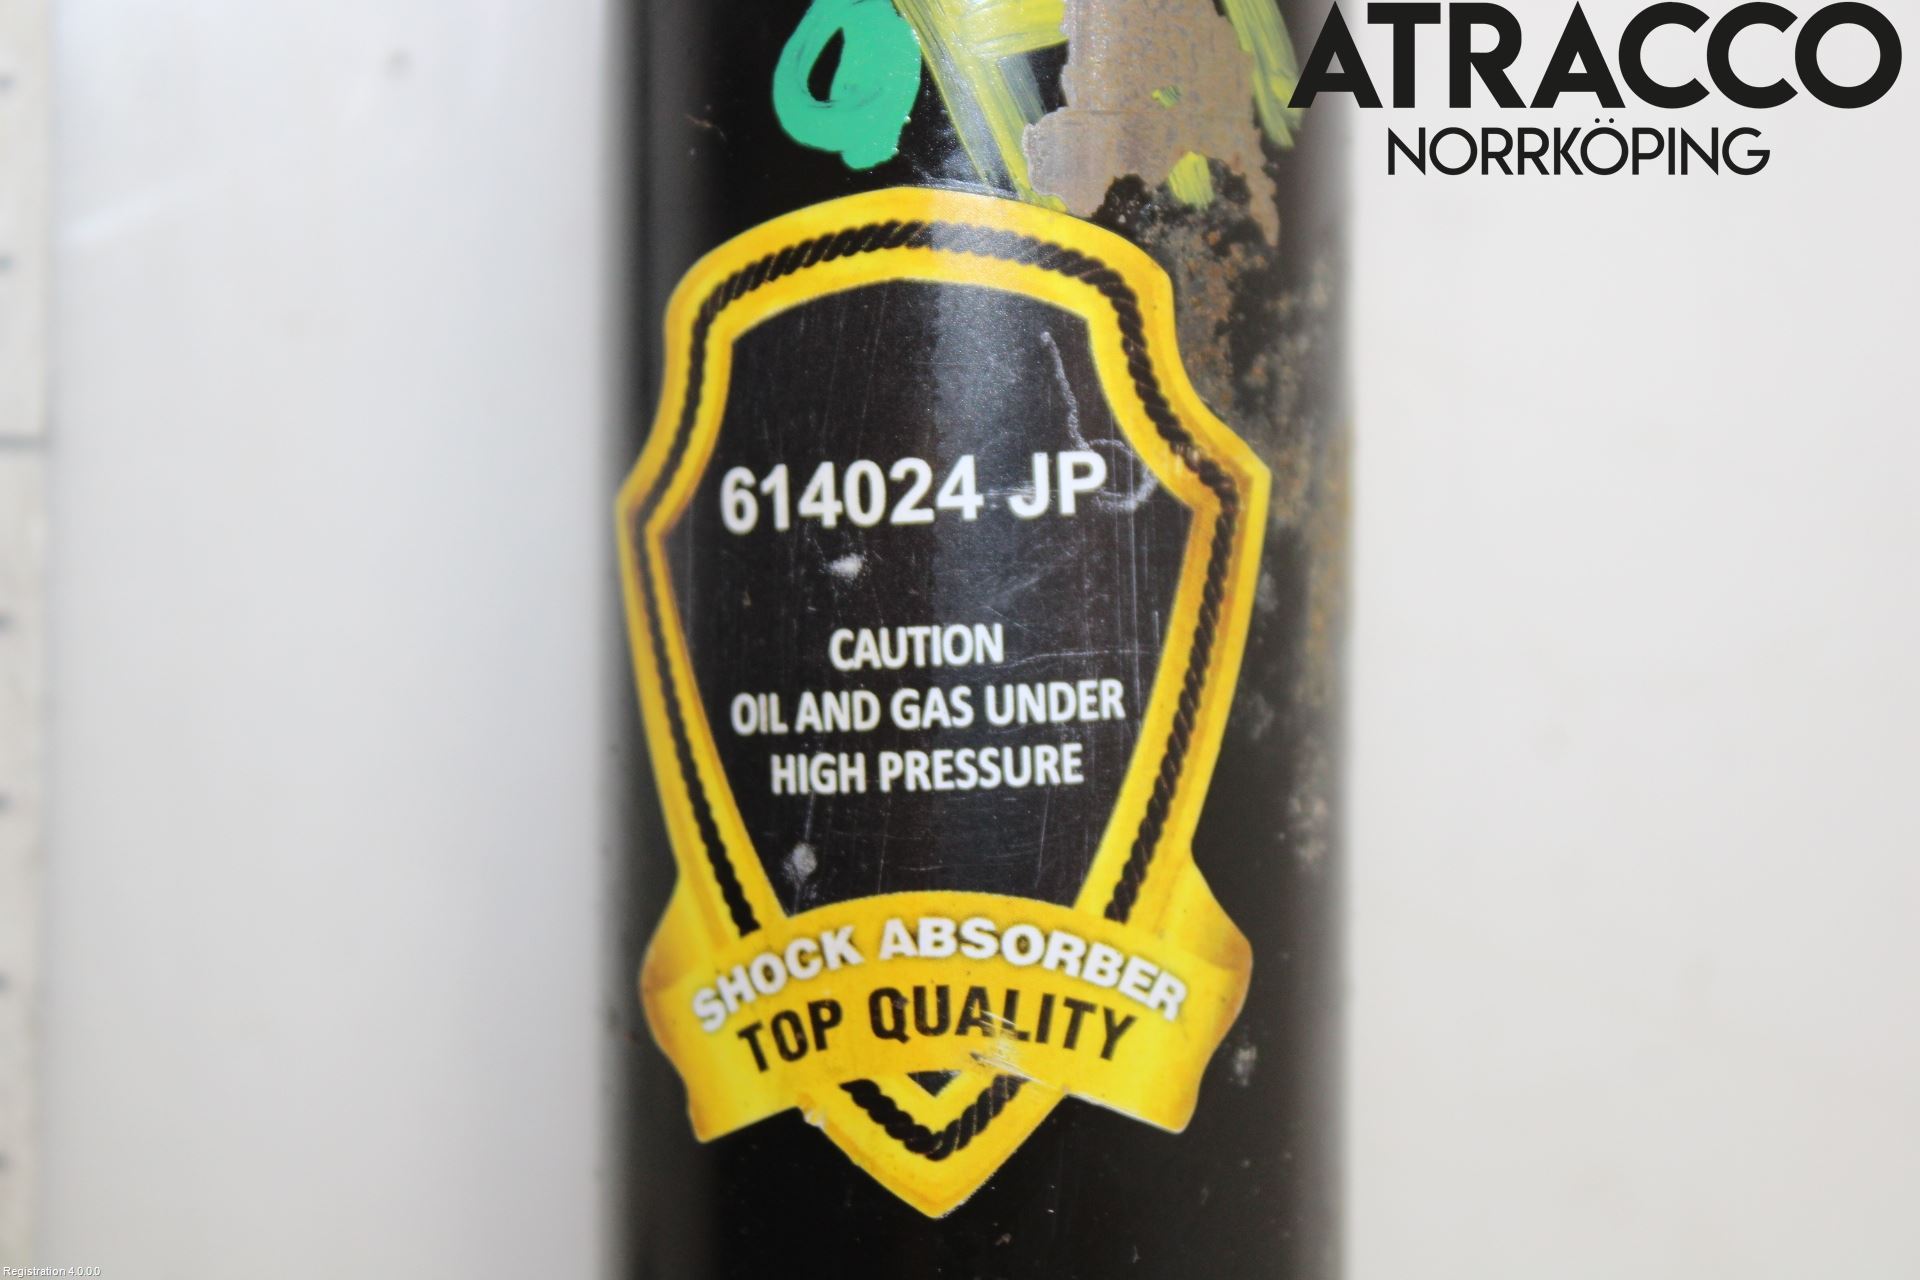 ATRACCO
NORRKÖPING
614024 JP
CAUTION
OIL AND GAS UNDER
HIGH PRESSURE
SHOCK ABSORBER
TOP QUALITY
Registration 4.0.0.0